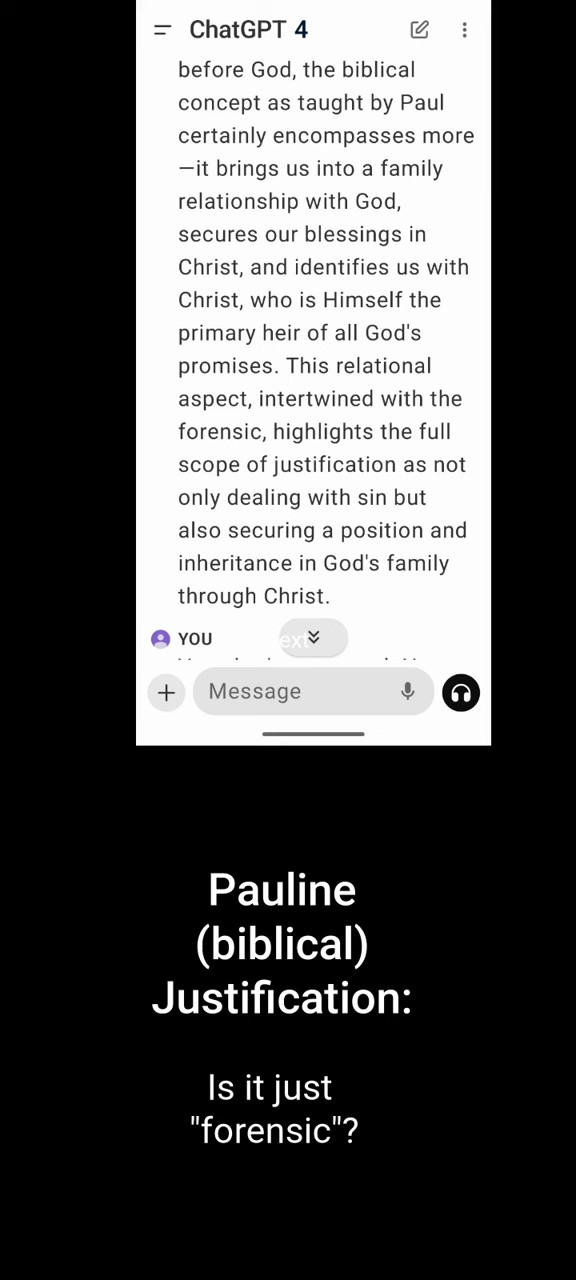 ChatGPT 4
before God, the biblical
concept as taught by Paul
certainly encompasses more
—it brings us into a family
relationship with God,
secures our blessings in
Christ, and identifies us with
Christ, who is Himself the
primary heir of all God's
promises. This relational
aspect, intertwined with the
forensic, highlights the full
scope of justification as not
only dealing with sin but
also securing a position and
inheritance in God's family
through Christ.
YOU
Message
Pauline
(biblical)
Justification:
Is it just
"forensic"?